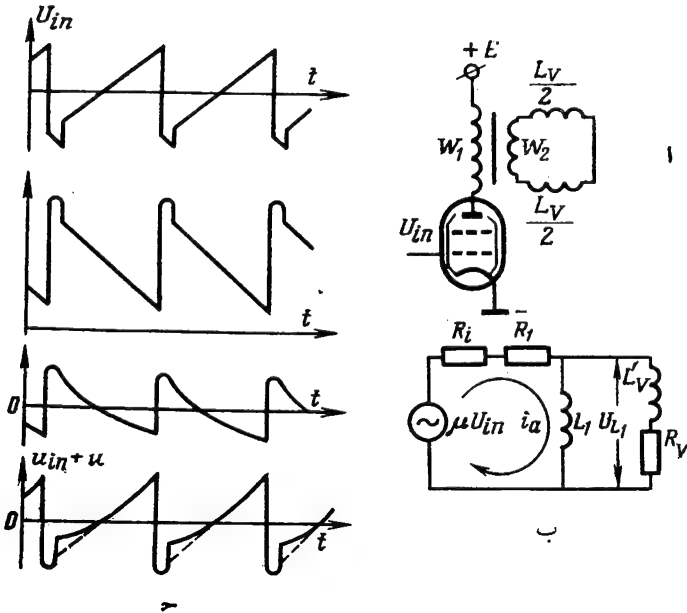 U_in
t
t
0
t
u_in + u
0
t
ج
+ E
L_V/2
W_1
W_2
L_V/2
U_in
ا
R_i
R_1
μU_in
i_a
L_1
U_L1
L'_V
R_V
ب